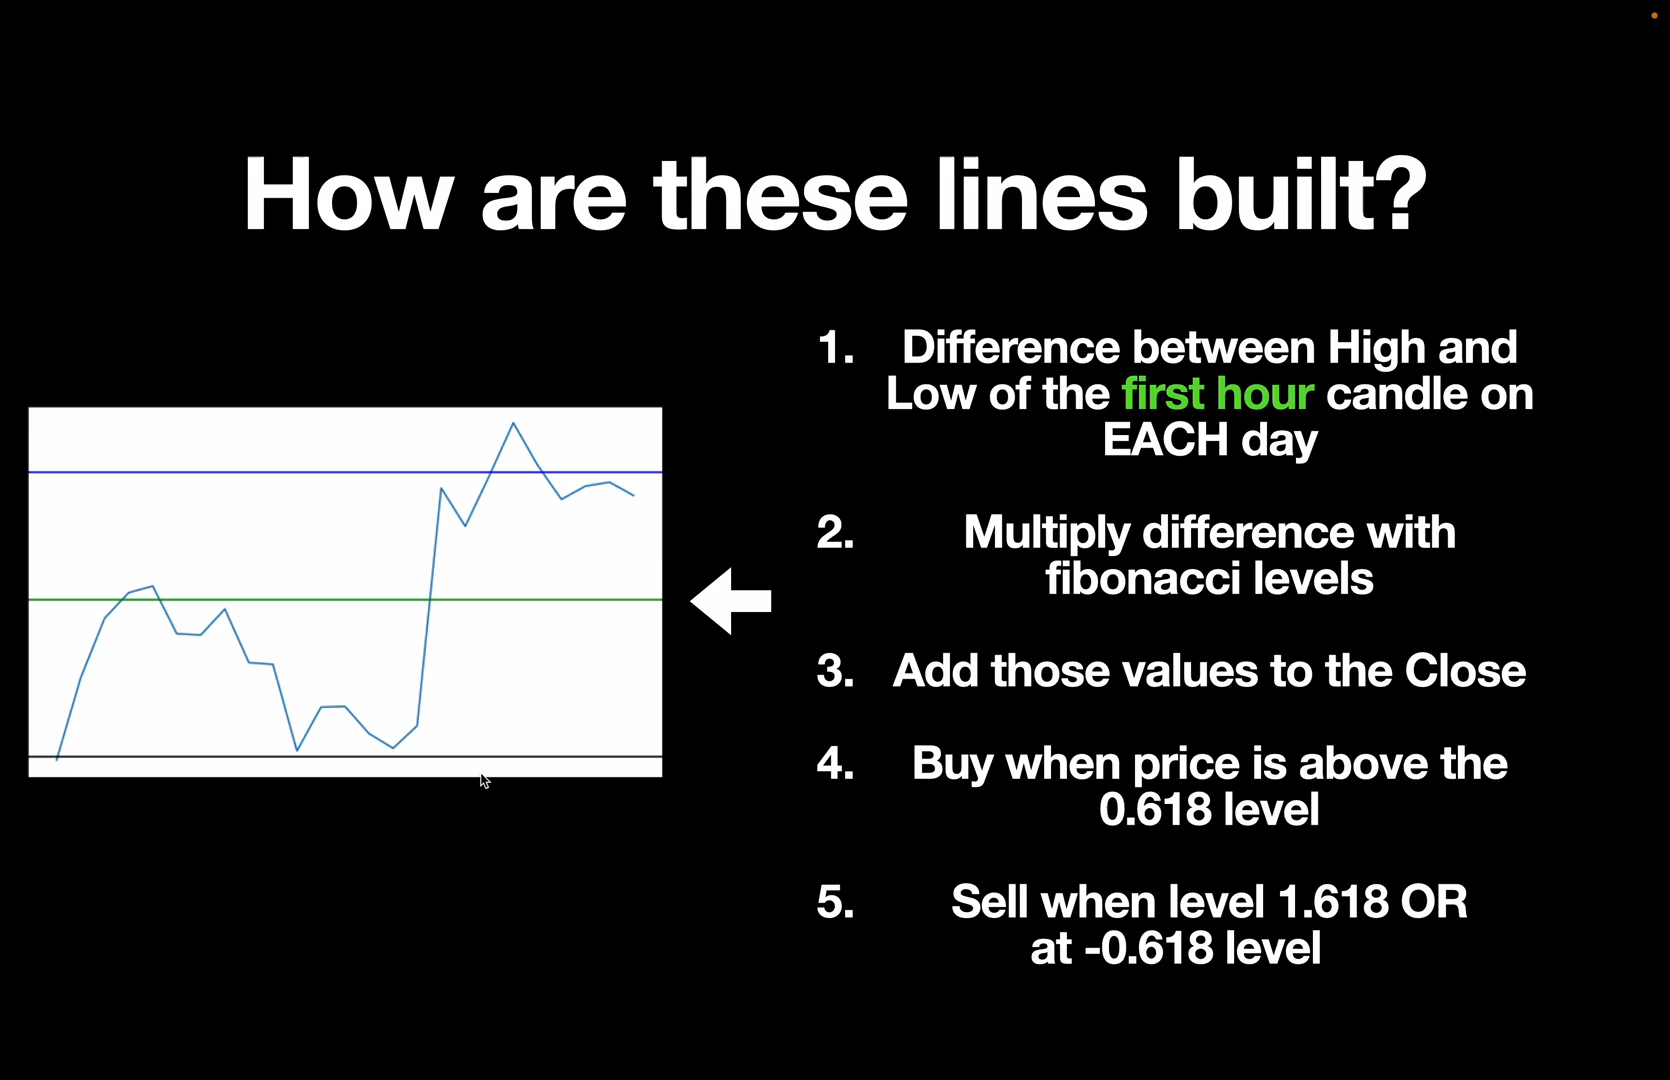 How are these lines built?
1. Difference between High and
Low of the first hour candle on
EACH day
2. Multiply difference with
fibonacci levels
3. Add those values to the Close
4. Buy when price is above the
0.618 level
5. Sell when level 1.618 OR
at -0.618 level